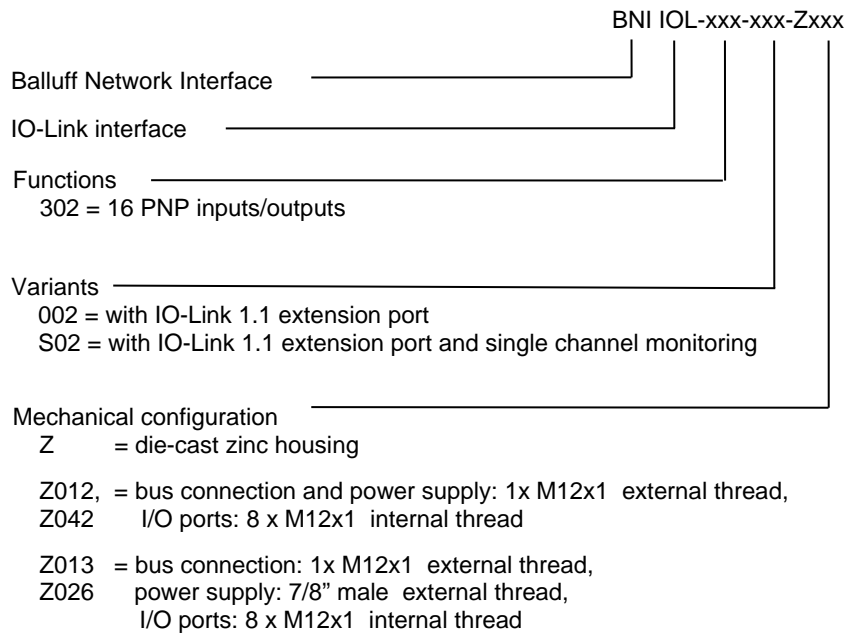 BNI IOL-xxx-xxx-Zxxx
Balluff Network Interface
IO-Link interface
Functions
302 = 16 PNP inputs/outputs
Variants
002 = with IO-Link 1.1 extension port
S02 = with IO-Link 1.1 extension port and single channel monitoring
Mechanical configuration
Z = die-cast zinc housing
Z012, = bus connection and power supply: 1x M12x1 external thread,
Z042 I/O ports: 8 x M12x1 internal thread
Z013 = bus connection: 1x M12x1 external thread,
Z026 power supply: 7/8” male external thread,
I/O ports: 8 x M12x1 internal thread